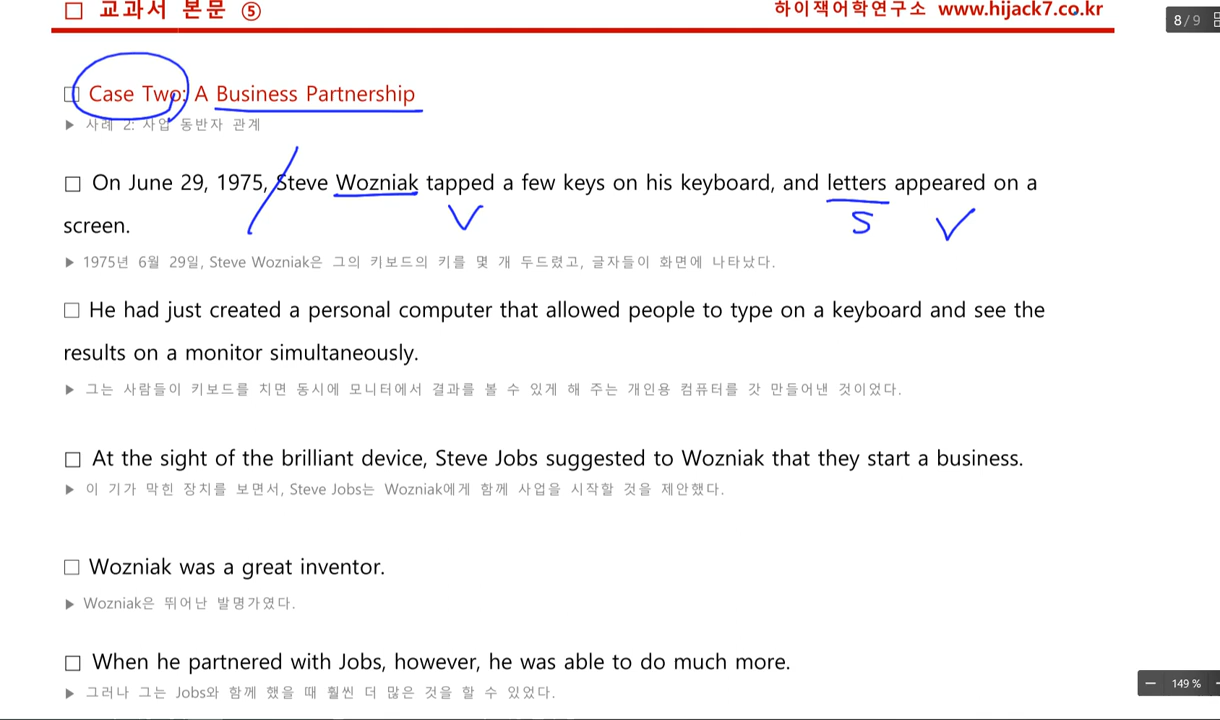 □ 교과서 본문 ⑤
하이잭어학연구소 www.hijack7.co.kr
8 / 9
□ Case Two: A Business Partnership
▶ 사례 2: 사업 동반자 관계
□ On June 29, 1975, Steve Wozniak tapped a few keys on his keyboard, and letters appeared on a
screen.
V S V
▶ 1975년 6월 29일, Steve Wozniak은 그의 키보드의 키를 몇 개 두드렸고, 글자들이 화면에 나타났다.
□ He had just created a personal computer that allowed people to type on a keyboard and see the
results on a monitor simultaneously.
▶ 그는 사람들이 키보드를 치면 동시에 모니터에서 결과를 볼 수 있게 해 주는 개인용 컴퓨터를 갓 만들어낸 것이었다.
□ At the sight of the brilliant device, Steve Jobs suggested to Wozniak that they start a business.
▶ 이 기가 막힌 장치를 보면서, Steve Jobs는 Wozniak에게 함께 사업을 시작할 것을 제안했다.
□ Wozniak was a great inventor.
▶ Wozniak은 뛰어난 발명가였다.
□ When he partnered with Jobs, however, he was able to do much more.
▶ 그러나 그는 Jobs와 함께 했을 때 훨씬 더 많은 것을 할 수 있었다.
149 %